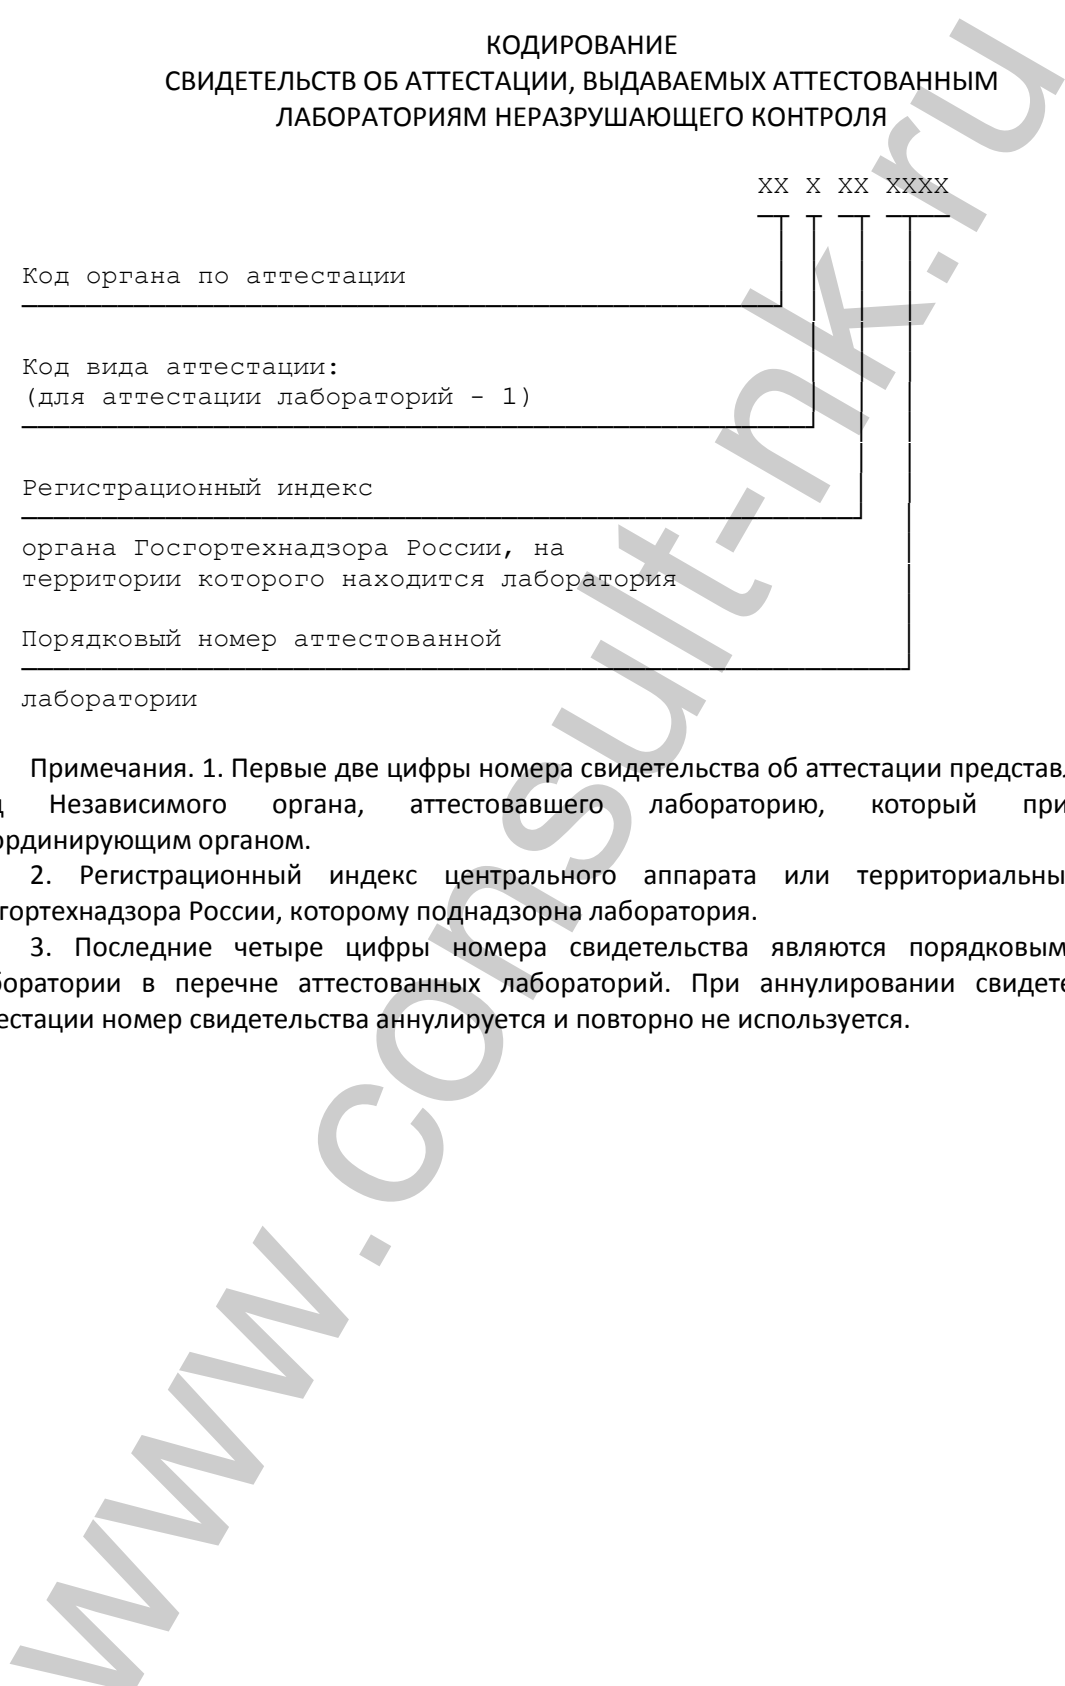 КОДИРОВАНИЕ
СВИДЕТЕЛЬСТВ ОБ АТТЕСТАЦИИ, ВЫДАВАЕМЫХ АТТЕСТОВАННЫМ
ЛАБОРАТОРИЯМ НЕРАЗРУШАЮЩЕГО КОНТРОЛЯ
XX X XX XXXX
Код органа по аттестации
Код вида аттестации:
(для аттестации лабораторий - 1)
Регистрационный индекс
органа Госгортехнадзора России, на
территории которого находится лаборатория
Порядковый номер аттестованной
лаборатории
Примечания. 1. Первые две цифры номера свидетельства об аттестации представ
Независимого органа, аттестовавшего лабораторию, который при
ординирующим органом.
2. Регистрационный индекс центрального аппарата или территориальны
гортехнадзора России, которому поднадзорна лаборатория.
3. Последние четыре цифры номера свидетельства являются порядковым
боратории в перечне аттестованных лабораторий. При аннулировании свидете
естации номер свидетельства аннулируется и повторно не используется.
www.consult-nk.ru